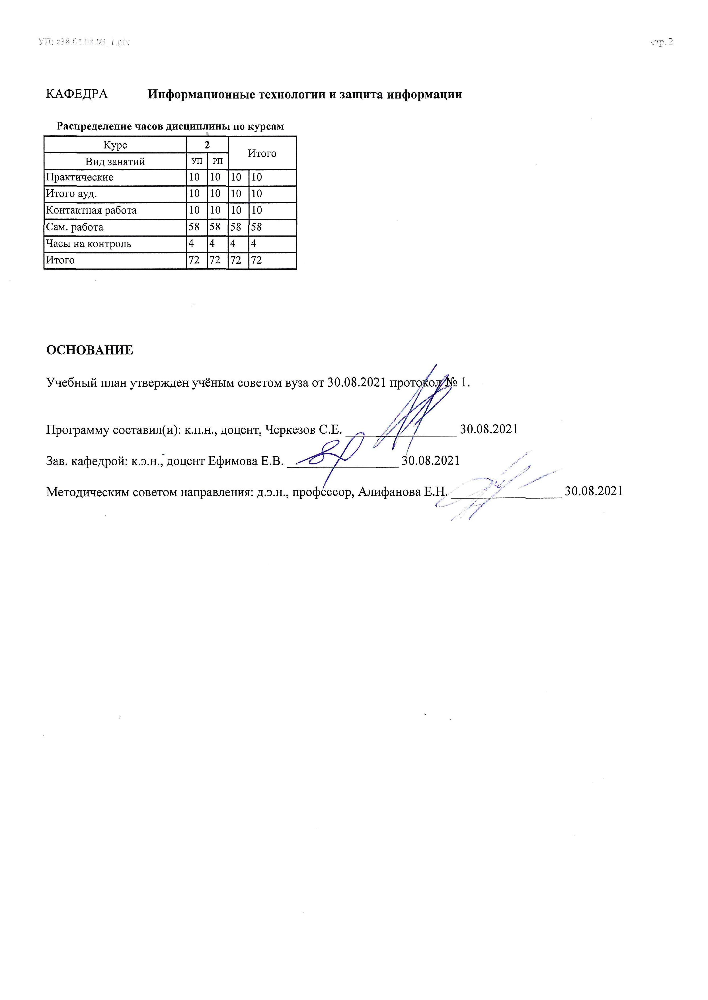 УП: z38.04.08.03_1.plx стр. 2
КАФЕДРА Информационные технологии и защита информации
Распределение часов дисциплины по курсам
Курс 2 Итого
Вид занятий УП РП
Практические 10 10 10 10
Итого ауд. 10 10 10 10
Контактная работа 10 10 10 10
Сам. работа 58 58 58 58
Часы на контроль 4 4 4 4
Итого 72 72 72 72
ОСНОВАНИЕ
Учебный план утвержден учёным советом вуза от 30.08.2021 протокол № 1.
Программу составил(и): к.п.н., доцент, Черкезов С.Е. 30.08.2021
Зав. кафедрой: к.э.н., доцент Ефимова Е.В. 30.08.2021
Методическим советом направления: д.э.н., профессор, Алифанова Е.Н. 30.08.2021